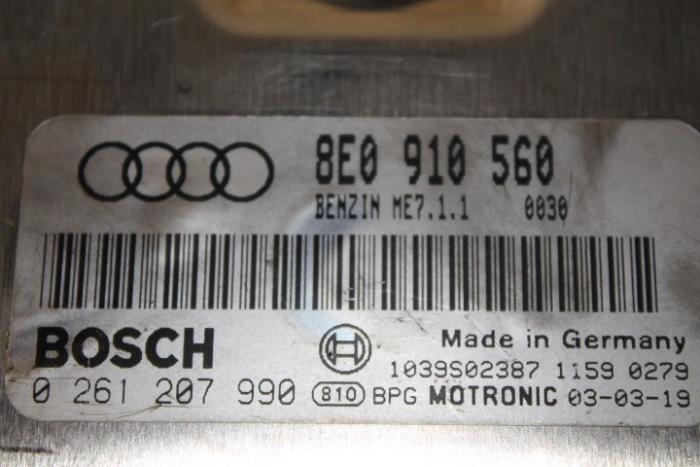 8E0 910 560
BENZIN ME7.1.1 0030
BOSCH
Made in Germany
1039S02387 1159 0279
0 261 207 990 810 BPG MOTRONIC 03-03-19